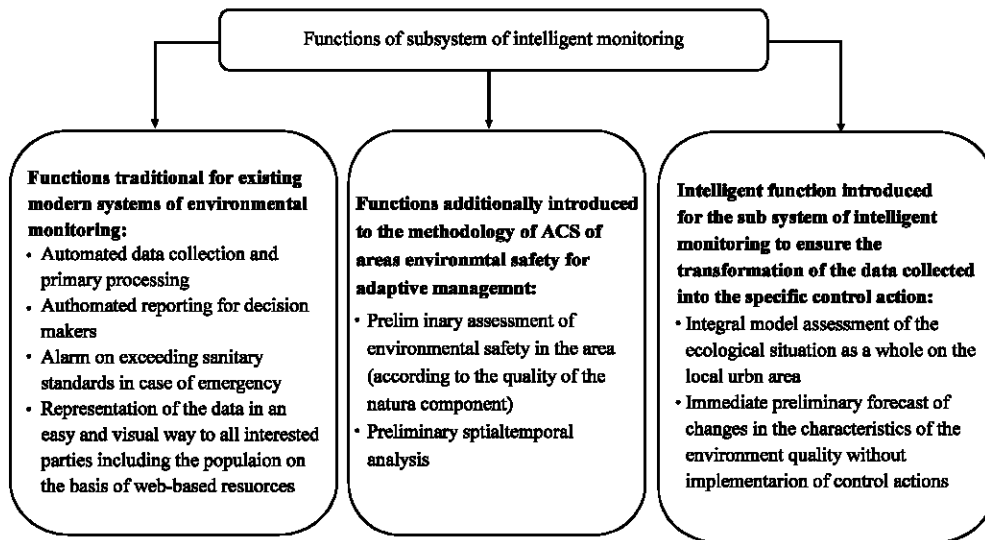 Functions of subsystem of intelligent monitoring
Functions traditional for existing
modern systems of environmental
monitoring:
• Automated data collection and
primary processing
• Authomated reporting for decision
makers
• Alarm on exceeding sanitary
standards in case of emergency
• Representation of the data in an
easy and visual way to all interested
parties including the populaion on
the basis of web-based resuorces
Functions additionally introduced
to the methodology of ACS of
areas environmtal safety for
adaptive managemnt:
• Prelim inary assessment of
environmental safety in the area
(according to the quality of the
natura component)
• Preliminary sptialtemporal
analysis
Intelligent function introduced
for the sub system of intelligent
monitoring to ensure the
transformation of the data collected
into the specific control action:
• Integral model assessment of the
ecological situation as a whole on the
local urbn area
• Immediate preliminary forecast of
changes in the characteristics of the
environment quality without
implementarion of control actions